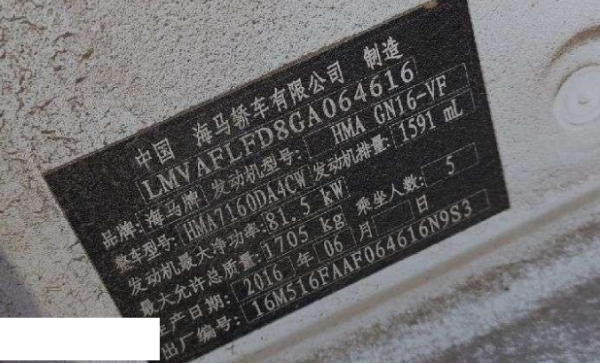 中国 海马轿车有限公司 制造
LMVAFLFD8GA064616
品牌: 海马牌 发动机型号: HMA GN16-VF
整车型号: HMA7160DA4CW 发动机排量: 1591 mL
发动机最大净功率: 81.5 kW
最大允许总质量: 1705 kg 乘坐人数: 5
生产日期: 2016 年 06 月 日
出厂编号: 16M516FAAF064616N9S3